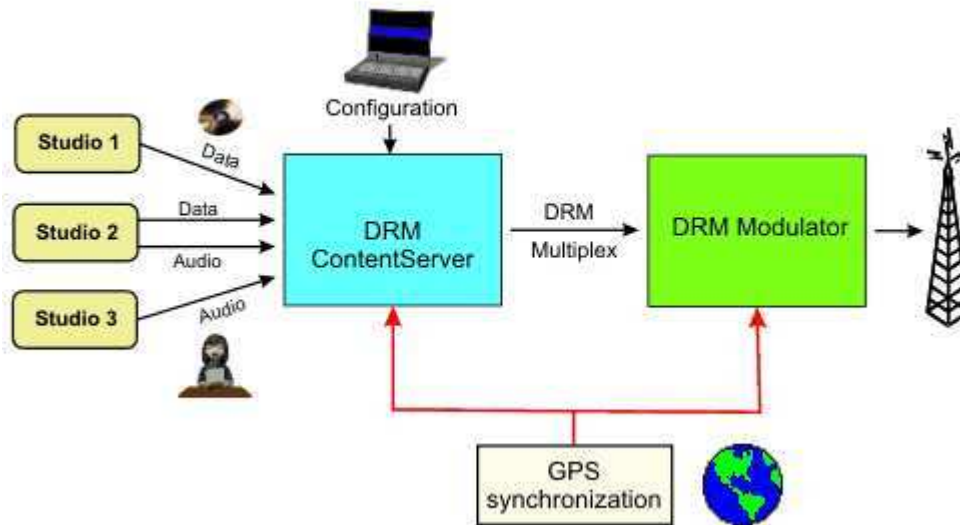 Configuration
Studio 1
Data
Studio 2
Data
Audio
Studio 3
Audio
DRM
ContentServer
DRM
Multiplex
DRM Modulator
GPS
synchronization